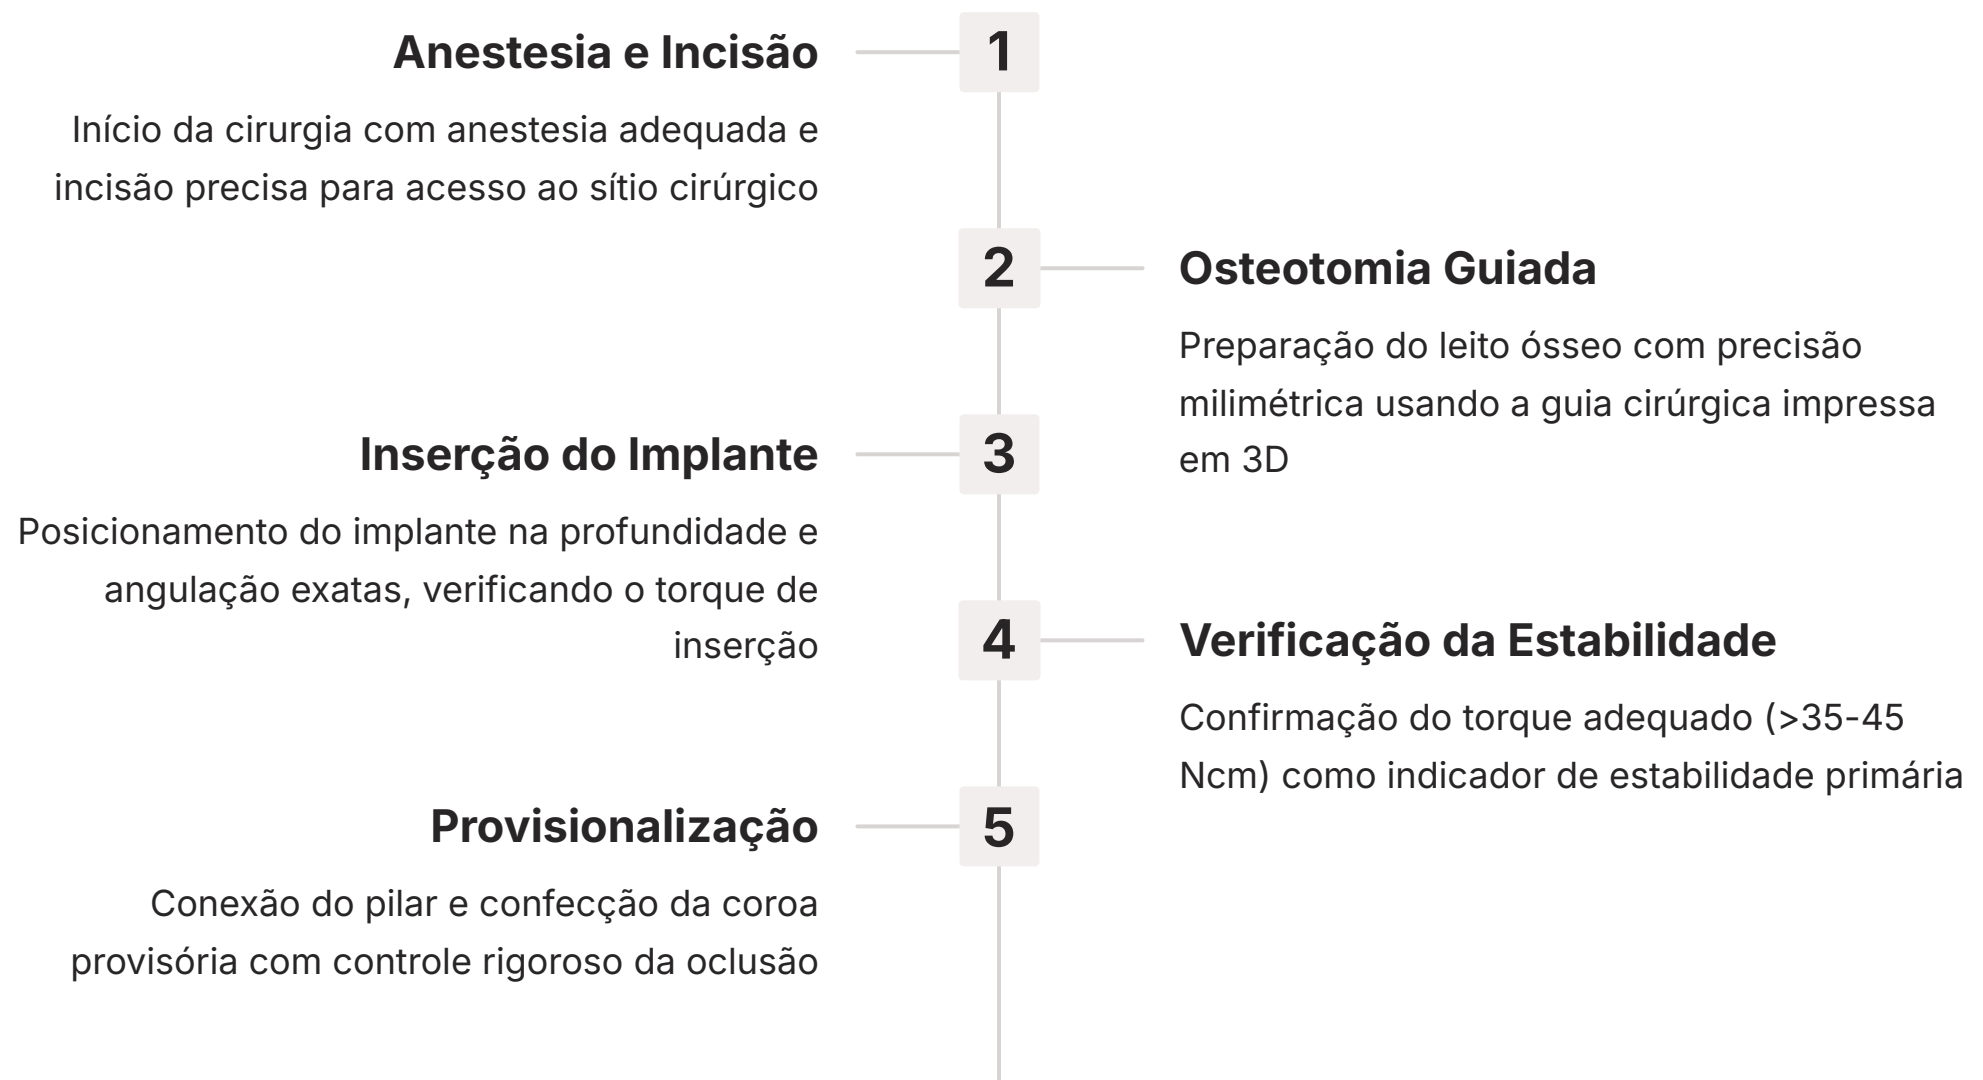 1
Anestesia e Incisão
Início da cirurgia com anestesia adequada e
incisão precisa para acesso ao sítio cirúrgico
2
Osteotomia Guiada
Preparação do leito ósseo com precisão
milimétrica usando a guia cirúrgica impressa
em 3D
3
Inserção do Implante
Posicionamento do implante na profundidade e
angulação exatas, verificando o torque de
inserção
4
Verificação da Estabilidade
Confirmação do torque adequado (>35-45
Ncm) como indicador de estabilidade primária
5
Provisionalização
Conexão do pilar e confecção da coroa
provisória com controle rigoroso da oclusão